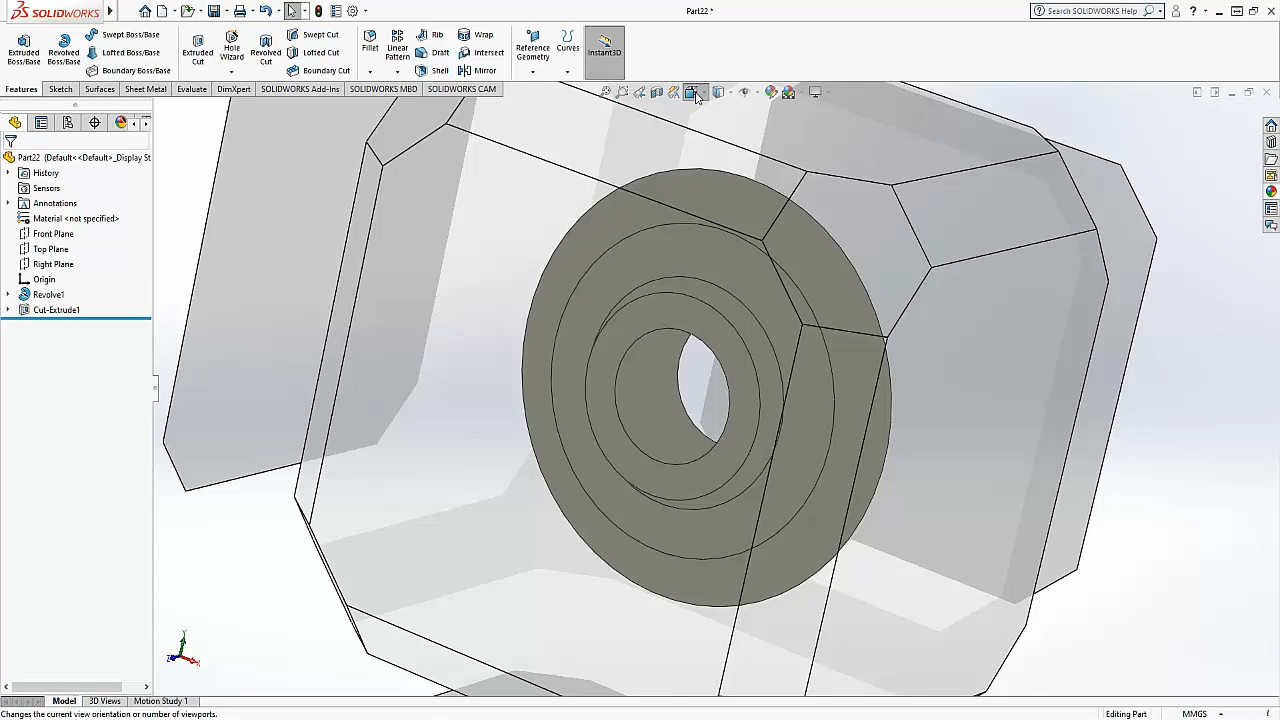 SOLIDWORKS
Part22 *
Search SOLIDWORKS Help
Extruded Boss/Base
Revolved Boss/Base
Swept Boss/Base
Lofted Boss/Base
Boundary Boss/Base
Extruded Cut
Hole Wizard
Revolved Cut
Swept Cut
Lofted Cut
Boundary Cut
Fillet
Linear Pattern
Rib
Draft
Shell
Wrap
Intersect
Mirror
Reference Geometry
Curves
Instant3D
Features
Sketch
Surfaces
Sheet Metal
Evaluate
DimXpert
SOLIDWORKS Add-Ins
SOLIDWORKS MBD
SOLIDWORKS CAM
Part22 (Default<<Default>_Display St
History
Sensors
Annotations
Material <not specified>
Front Plane
Top Plane
Right Plane
Origin
Revolve1
Cut-Extrude1
Y
Z
X
Model
3D Views
Motion Study 1
Changes the current view orientation or number of viewports.
Editing Part
MMGS